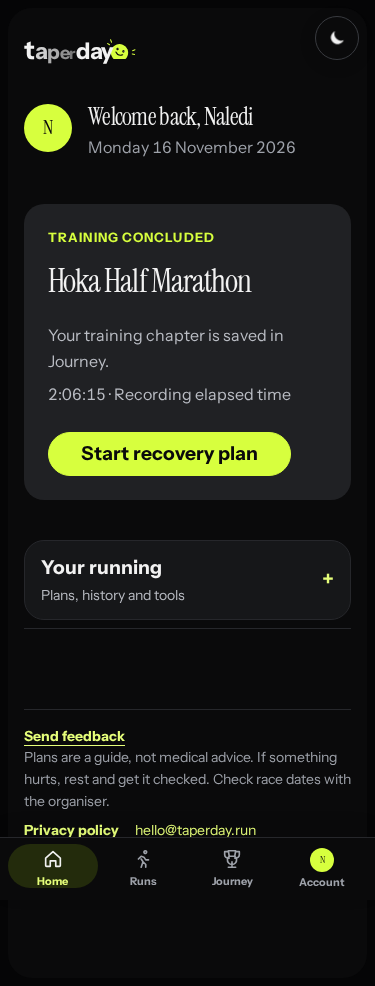 taperday
N
Welcome back, Naledi
Monday 16 November 2026
TRAINING CONCLUDED
Hoka Half Marathon
Your training chapter is saved in
Journey.
2:06:15 · Recording elapsed time
Start recovery plan
Your running
+
Plans, history and tools
Send feedback
Plans are a guide, not medical advice. If something
hurts, rest and get it checked. Check race dates with
the organiser.
Privacy policy hello@taperday.run
N
Home Runs Journey Account